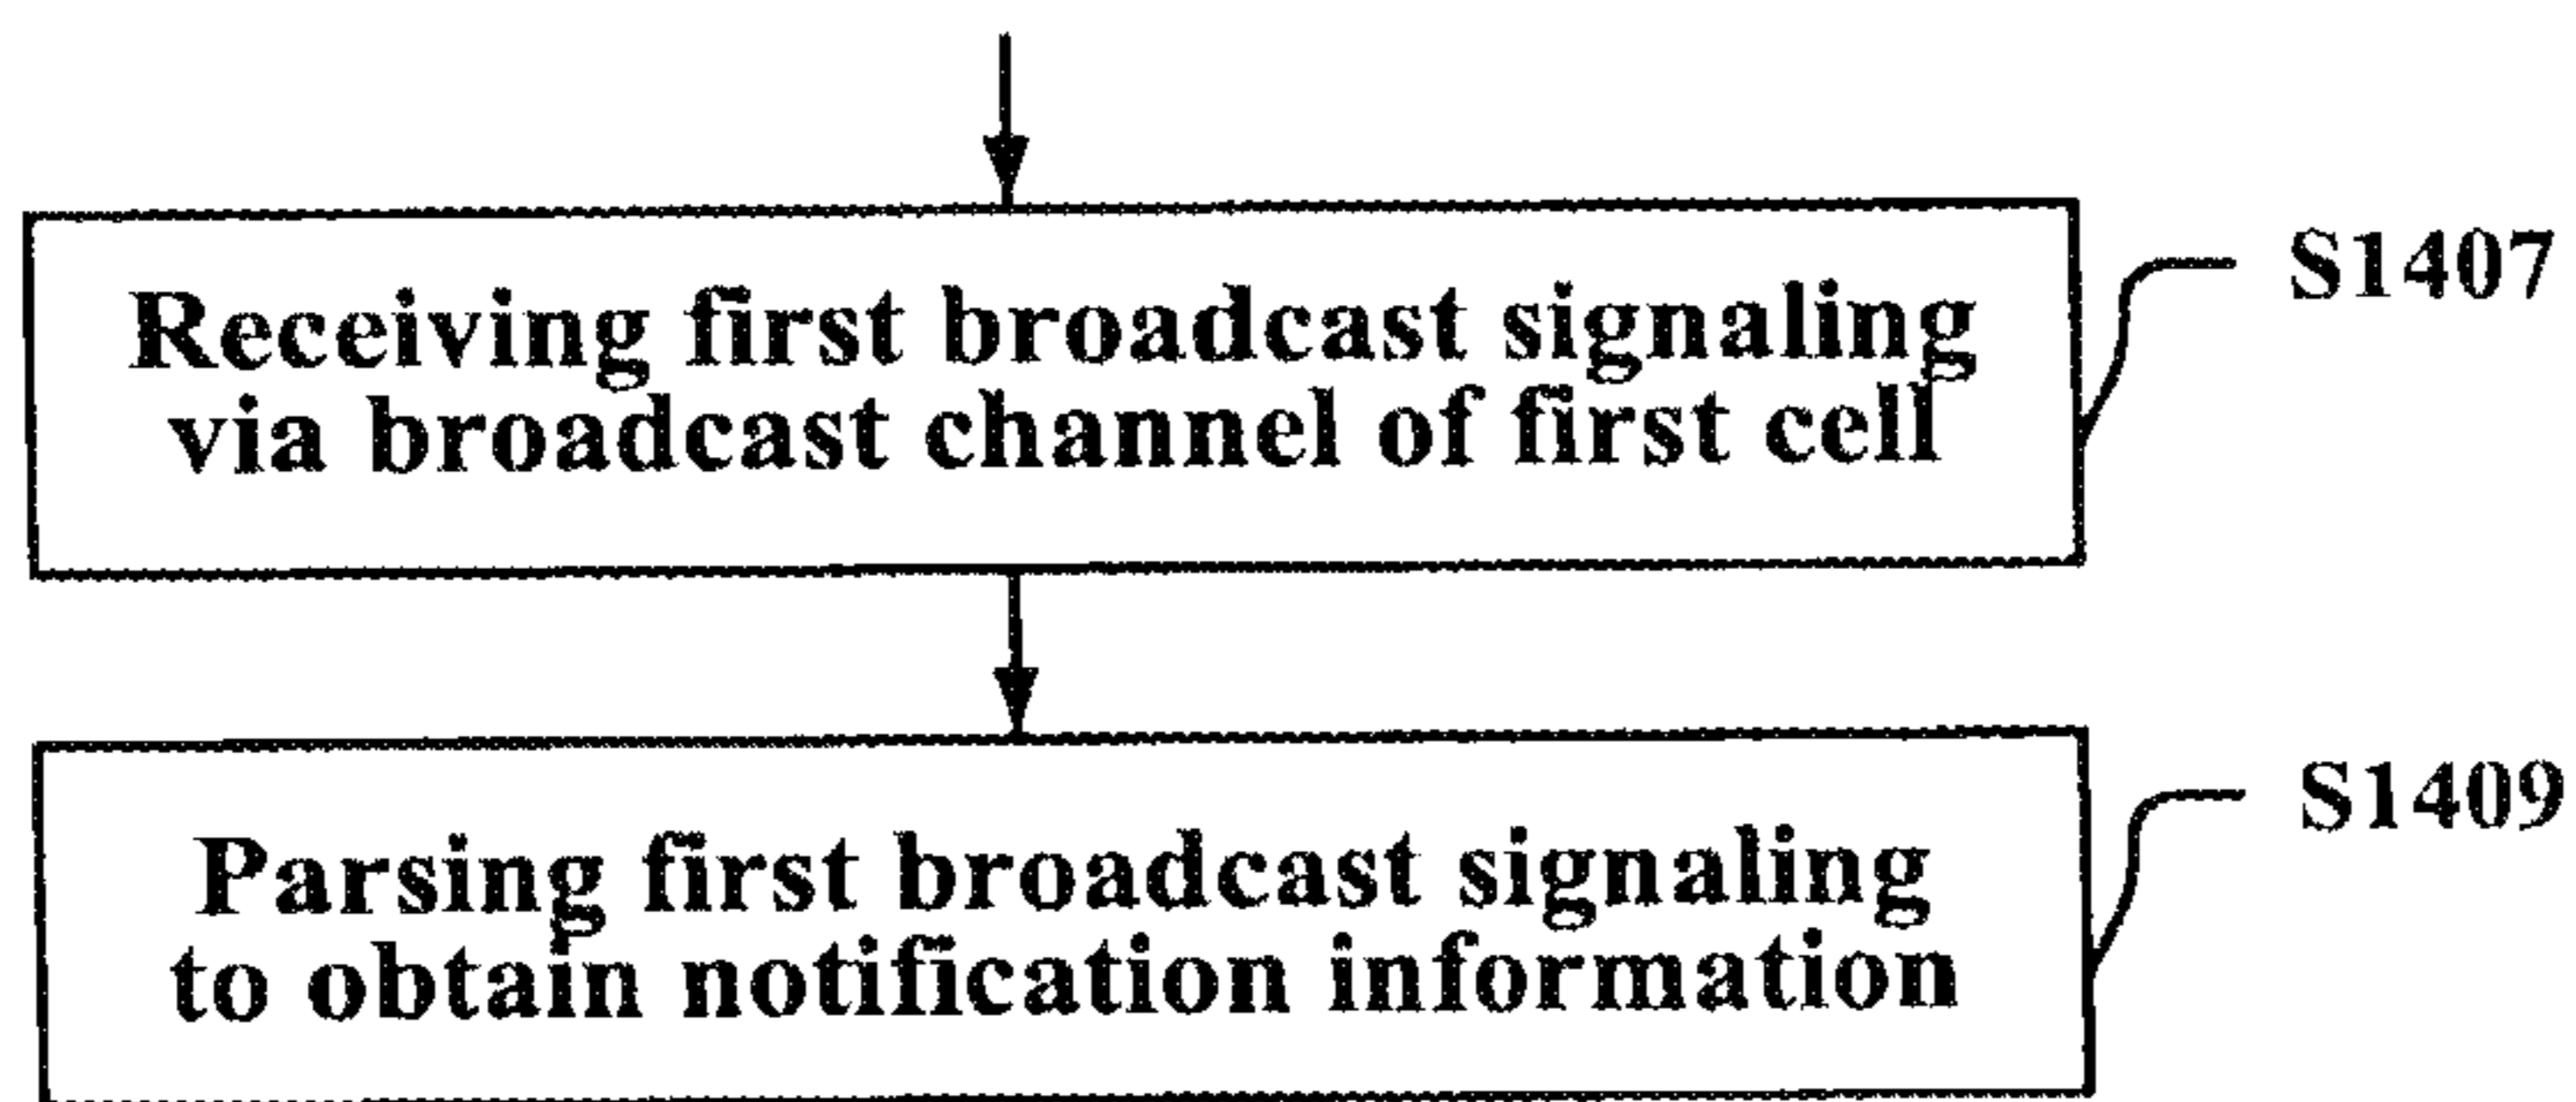 Receiving first broadcast signaling
via broadcast channel of first cell
S1407
Parsing first broadcast signaling
to obtain notification information
S1409